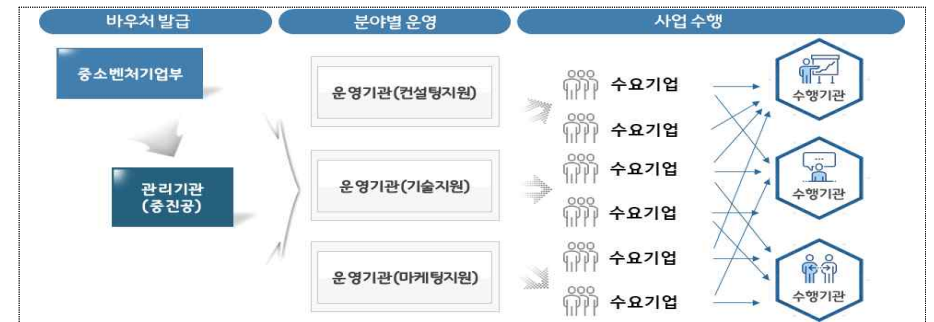 바우처 발급
분야별 운영
사업 수행
중소벤처기업부
관리기관
(중진공)
운영기관(컨설팅지원)
운영기관(기술지원)
운영기관(마케팅지원)
수요기업
수요기업
수요기업
수요기업
수요기업
수요기업
수행기관
수행기관
수행기관